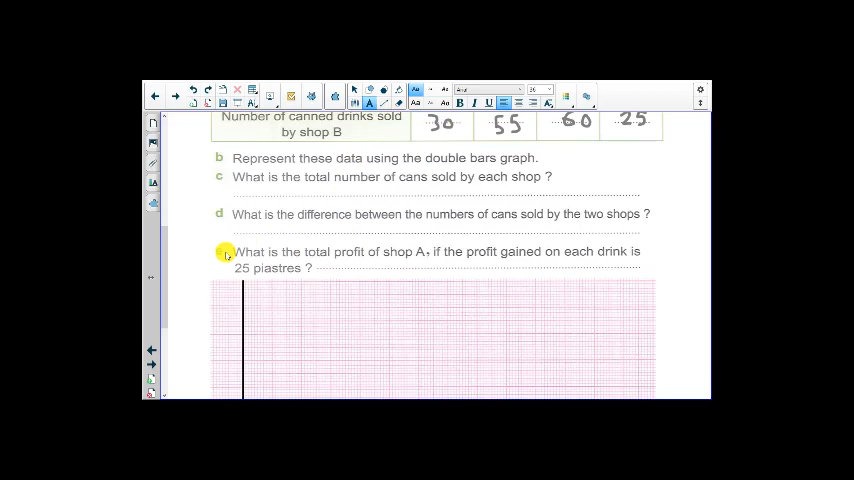 Arial 36
Number of canned drinks sold by shop B 30 55 60 25
b Represent these data using the double bars graph.
c What is the total number of cans sold by each shop ?
d What is the difference between the numbers of cans sold by the two shops ?
e What is the total profit of shop A, if the profit gained on each drink is
25 piastres ?